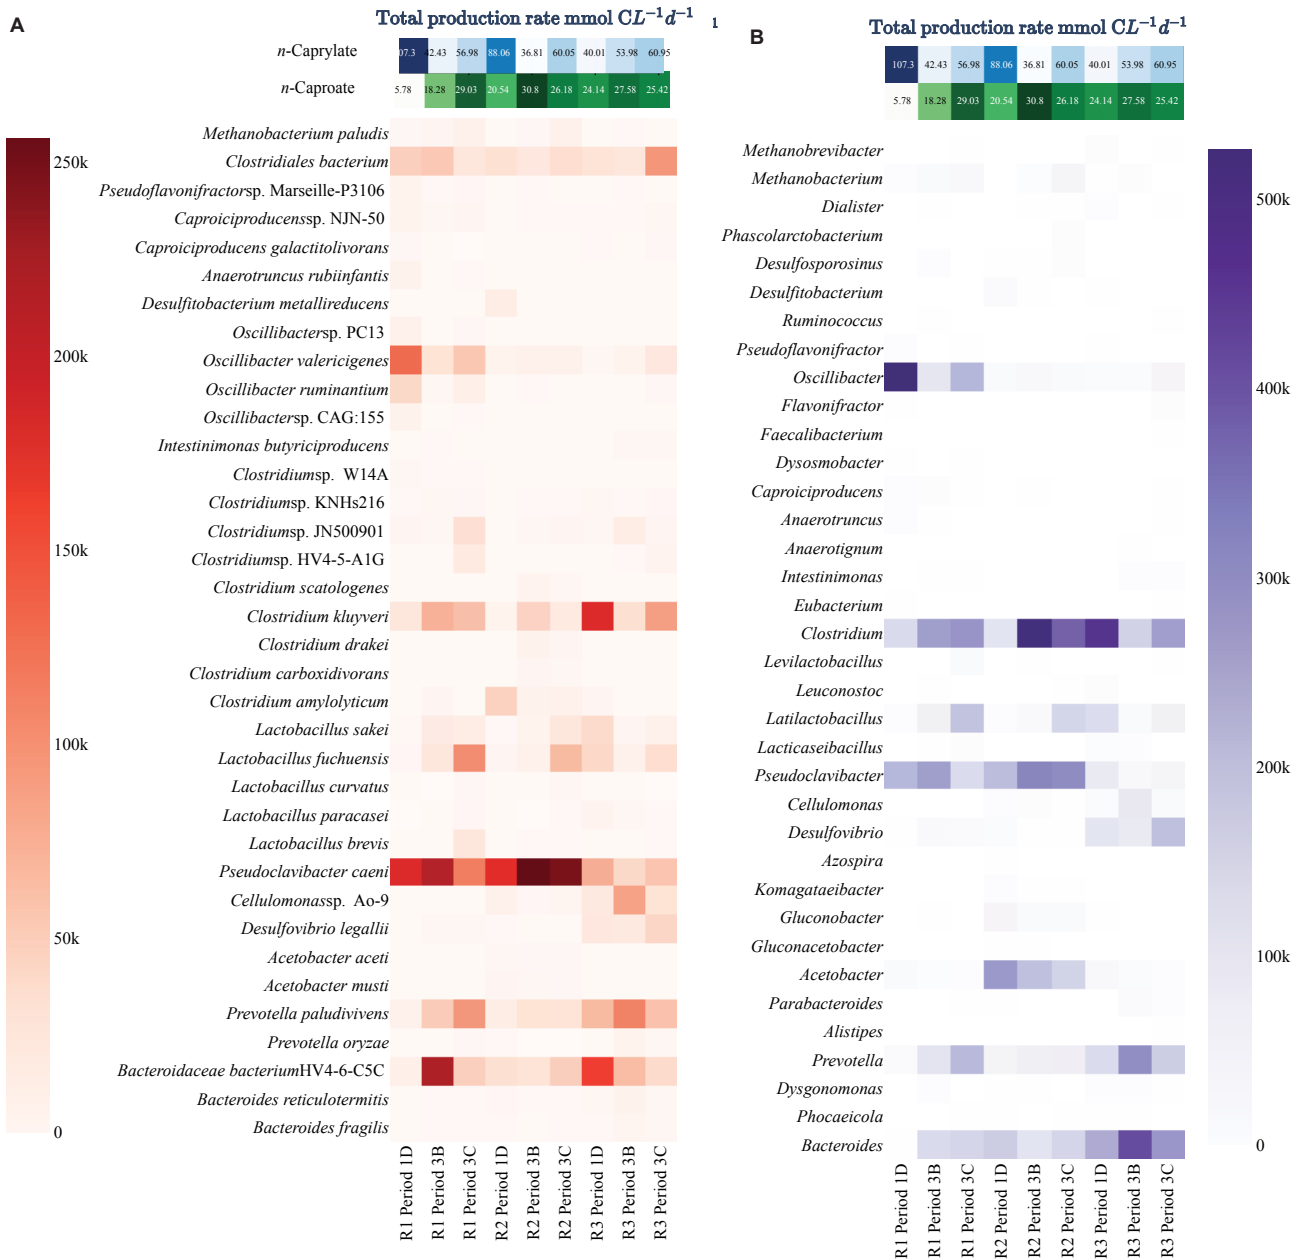 A
Total production rate mmol CL⁻¹d⁻¹
n-Caprylate
07.3 42.43 56.98 88.06 36.81 60.05 40.01 53.98 60.95
n-Caproate
5.78 18.28 29.03 20.54 30.8 26.18 24.14 27.58 25.42
250k
200k
150k
100k
50k
0
Methanobacterium paludis
Clostridiales bacterium
Pseudoflavonifractorsp. Marseille-P3106
Caproiciproducenssp. NJN-50
Caproiciproducens galactitolivorans
Anaerotruncus rubiinfantis
Desulfitobacterium metallireducens
Oscillibactersp. PC13
Oscillibacter valericigenes
Oscillibacter ruminantium
Oscillibactersp. CAG:155
Intestinimonas butyriciproducens
Clostridiumsp. W14A
Clostridiumsp. KNHs216
Clostridiumsp. JN500901
Clostridiumsp. HV4-5-A1G
Clostridium scatologenes
Clostridium kluyveri
Clostridium drakei
Clostridium carboxidivorans
Clostridium amylolyticum
Lactobacillus sakei
Lactobacillus fuchuensis
Lactobacillus curvatus
Lactobacillus paracasei
Lactobacillus brevis
Pseudoclavibacter caeni
Cellulomonassp. Ao-9
Desulfovibrio legallii
Acetobacter aceti
Acetobacter musti
Prevotella paludivivens
Prevotella oryzae
Bacteroidaceae bacteriumHV4-6-C5C
Bacteroides reticulotermitis
Bacteroides fragilis
R1 Period 1D
R1 Period 3B
R1 Period 3C
R2 Period 1D
R2 Period 3B
R2 Period 3C
R3 Period 1D
R3 Period 3B
R3 Period 3C
1
B
Total production rate mmol CL⁻¹d⁻¹
107.3 42.43 56.98 88.06 36.81 60.05 40.01 53.98 60.95
5.78 18.28 29.03 20.54 30.8 26.18 24.14 27.58 25.42
Methanobrevibacter
Methanobacterium
Dialister
Phascolarctobacterium
Desulfosporosinus
Desulfitobacterium
Ruminococcus
Pseudoflavonifractor
Oscillibacter
Flavonifractor
Faecalibacterium
Dysosmobacter
Caproiciproducens
Anaerotruncus
Anaerotignum
Intestinimonas
Eubacterium
Clostridium
Levilactobacillus
Leuconostoc
Latilactobacillus
Lacticaseibacillus
Pseudoclavibacter
Cellulomonas
Desulfovibrio
Azospira
Komagataeibacter
Gluconobacter
Gluconacetobacter
Acetobacter
Parabacteroides
Alistipes
Prevotella
Dysgonomonas
Phocaeicola
Bacteroides
R1 Period 1D
R1 Period 3B
R1 Period 3C
R2 Period 1D
R2 Period 3B
R2 Period 3C
R3 Period 1D
R3 Period 3B
R3 Period 3C
500k
400k
300k
200k
100k
0